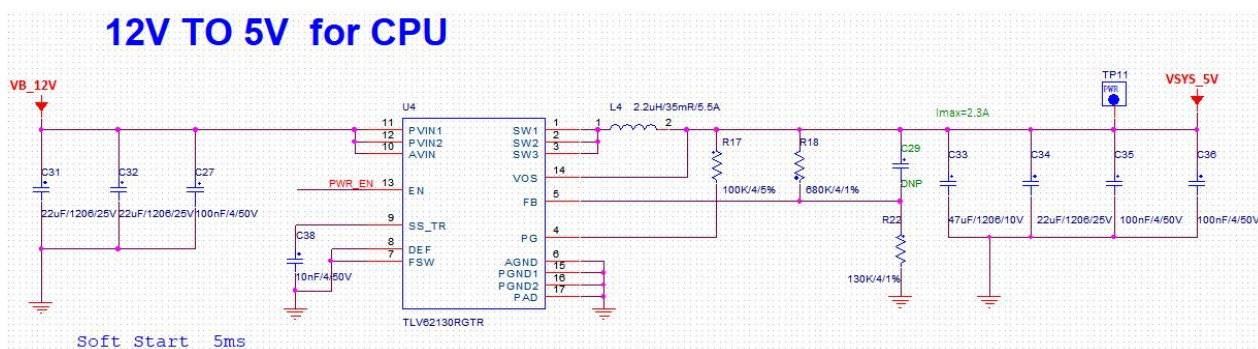 12V TO 5V for CPU
VB_12V
VSYS_5V
TP11
PWR
U4
L4 2.2uH/35mR/5.5A
Imax=2.3A
11 PVIN1
12 PVIN2
10 AVIN
PWR_EN 13 EN
9 SS_TR
8 DEF
7 FSW
SW1 1
SW2 2
SW3 3
VOS 14
FB 5
PG 4
AGND 6
PGND1 15
PGND2 16
PAD 17
TLV62130RGTR
1 2
C31
22uF/1206/25V
C32
22uF/1206/25V
C27
100nF/4/50V
C38
10nF/4/50V
R17
100K/4/5%
R18
680K/4/1%
C29
DNP
R22
130K/4/1%
C33
47uF/1206/10V
C34
22uF/1206/25V
C35
100nF/4/50V
C36
100nF/4/50V
Soft Start 5ms